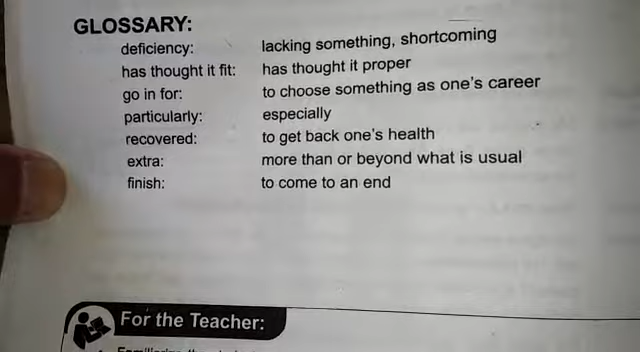 GLOSSARY:
deficiency: lacking something, shortcoming
has thought it fit: has thought it proper
go in for: to choose something as one's career
particularly: especially
recovered: to get back one's health
extra: more than or beyond what is usual
finish: to come to an end
For the Teacher: